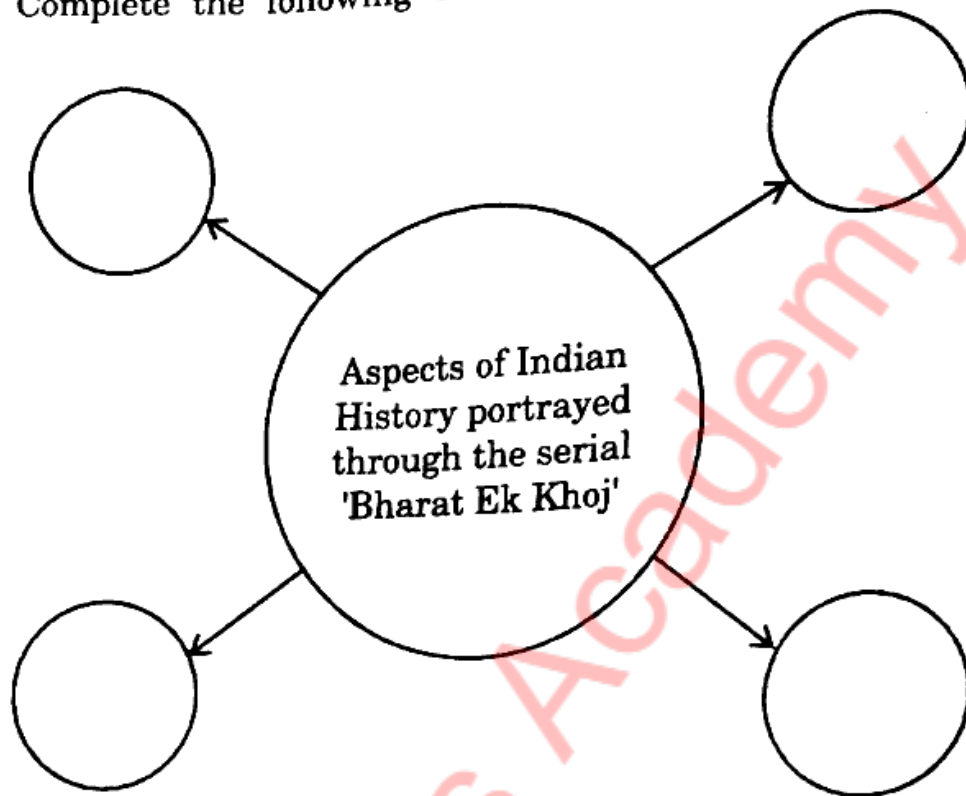 Complete the following
Aspects of Indian
History portrayed
through the serial
'Bharat Ek Khoj'
Academy